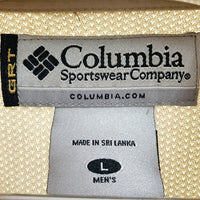 GRT
Columbia
Sportswear Company®
COLUMBIA.COM
MADE IN SRI LANKA
L
MEN'S